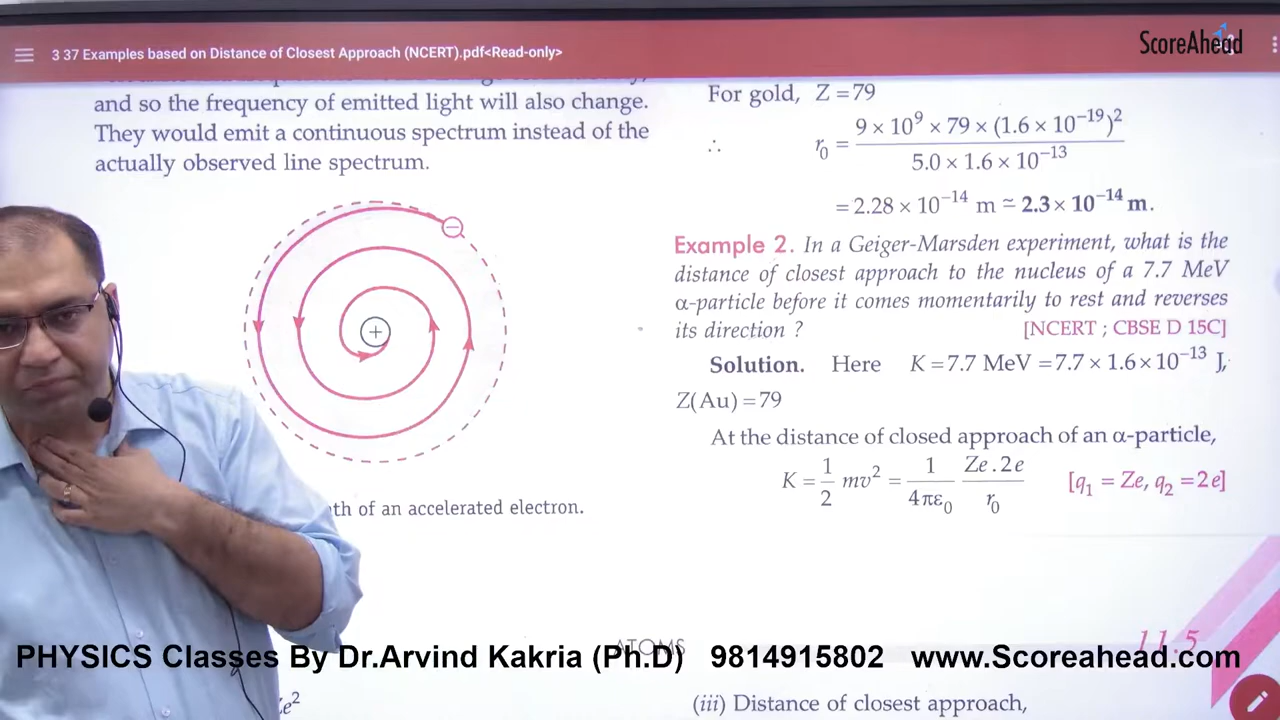 3 37 Examples based on Distance of Closest Approach (NCERT).pdf<Read-only>
ScoreAhead
and so the frequency of emitted light will also change.
They would emit a continuous spectrum instead of the
actually observed line spectrum.
−
+
th of an accelerated electron.
For gold, Z = 79
∴ r₀ = 9 × 10⁹ × 79 × (1.6 × 10⁻¹⁹)² / 5.0 × 1.6 × 10⁻¹³
= 2.28 × 10⁻¹⁴ m ≃ 2.3 × 10⁻¹⁴ m.
Example 2. In a Geiger-Marsden experiment, what is the
distance of closest approach to the nucleus of a 7.7 MeV
α-particle before it comes momentarily to rest and reverses
its direction ? [NCERT ; CBSE D 15C]
Solution. Here K = 7.7 MeV = 7.7 × 1.6 × 10⁻¹³ J,
Z(Au) = 79
At the distance of closed approach of an α-particle,
K = 1/2 mv² = 1/4πε₀ Ze . 2e/r₀ [q₁ = Ze, q₂ = 2e]
ATOMS 11.5
PHYSICS Classes By Dr.Arvind Kakria (Ph.D) 9814915802 www.Scoreahead.com
e²
(iii) Distance of closest approach,